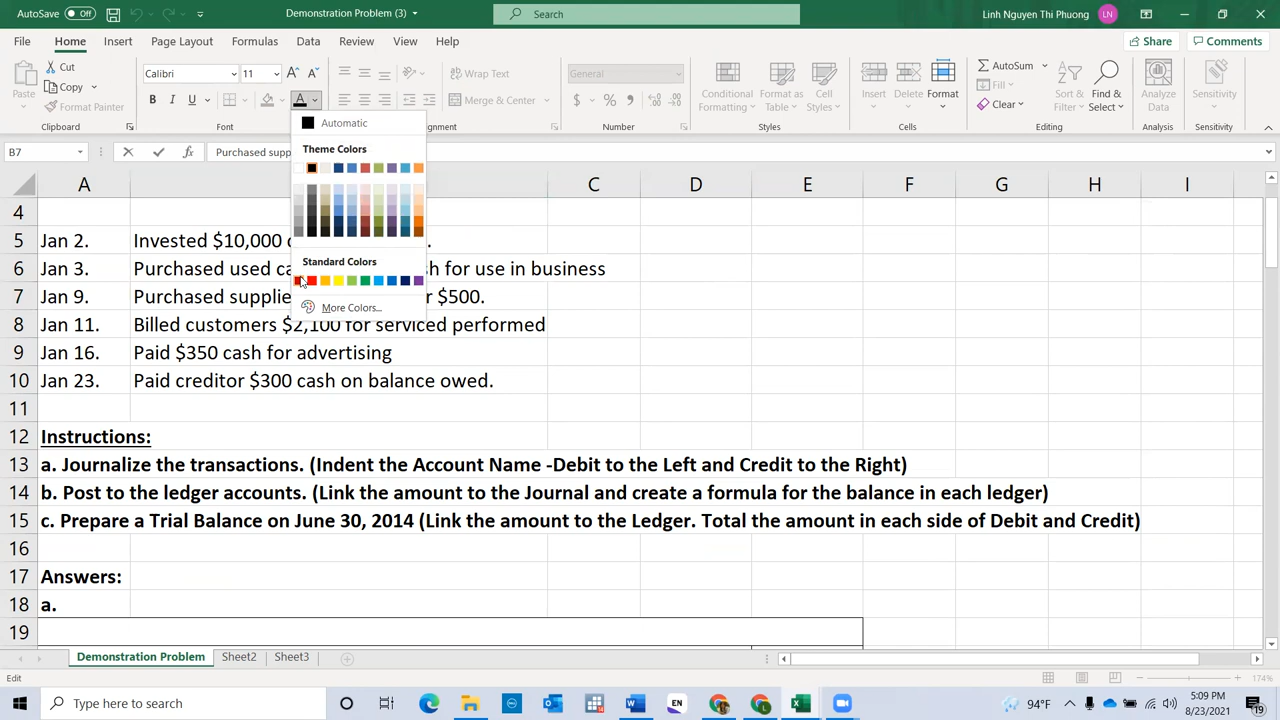 AutoSave Off
Demonstration Problem (3)
Search
Linh Nguyen Thi Phuong
LN
File Home Insert Page Layout Formulas Data Review View Help
Share
Comments
Paste
Cut
Copy
Format Painter
Clipboard
Calibri
11
B I U
Font
Wrap Text
Merge & Center
General
$ % 9
Number
Conditional Formatting
Format as Table
Cell Styles
Styles
Insert
Delete
Format
Cells
AutoSum
Fill
Clear
Sort & Filter
Find & Select
Editing
Analyze Data
Analysis
Sensitivity
Sensitivity
Automatic
Theme Colors
Standard Colors
More Colors...
B7
fx
Purchased supp
A C D E F G H I
4
5 Jan 2. Invested $10,000 .
6 Jan 3. Purchased used ca sh for use in business
7 Jan 9. Purchased supplie r $500.
8 Jan 11. Billed customers $2,100 for serviced performed
9 Jan 16. Paid $350 cash for advertising
10 Jan 23. Paid creditor $300 cash on balance owed.
11
12 Instructions:
13 a. Journalize the transactions. (Indent the Account Name -Debit to the Left and Credit to the Right)
14 b. Post to the ledger accounts. (Link the amount to the Journal and create a formula for the balance in each ledger)
15 c. Prepare a Trial Balance on June 30, 2014 (Link the amount to the Ledger. Total the amount in each side of Debit and Credit)
16
17 Answers:
18 a.
19
Demonstration Problem Sheet2 Sheet3
Edit
174%
Type here to search
EN
94°F
5:09 PM
8/23/2021
19